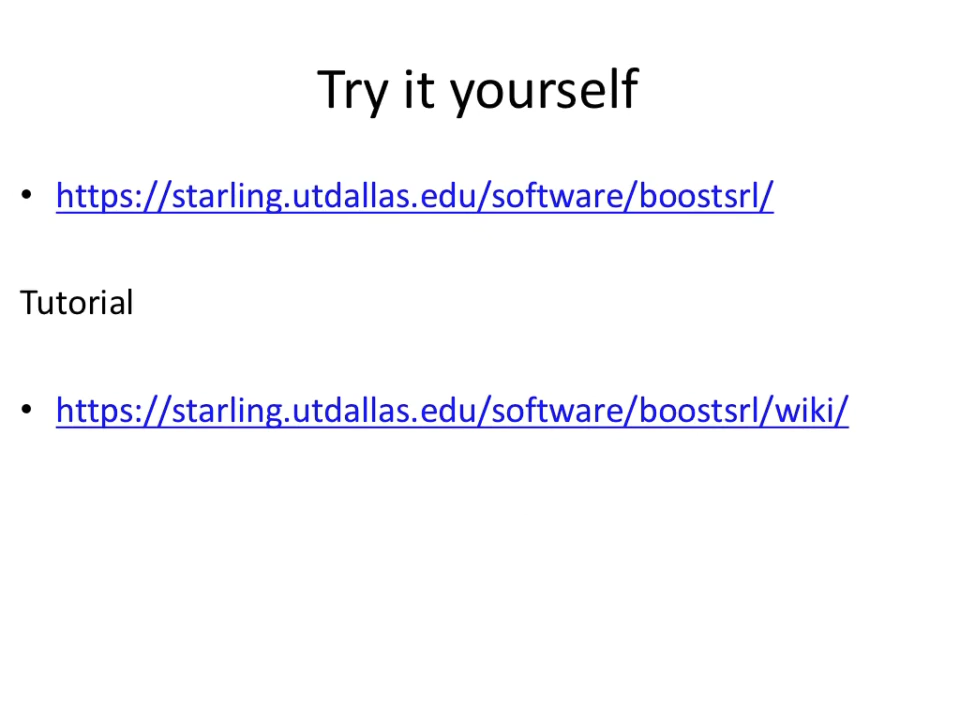 Try it yourself
• https://starling.utdallas.edu/software/boostsrl/
Tutorial
• https://starling.utdallas.edu/software/boostsrl/wiki/